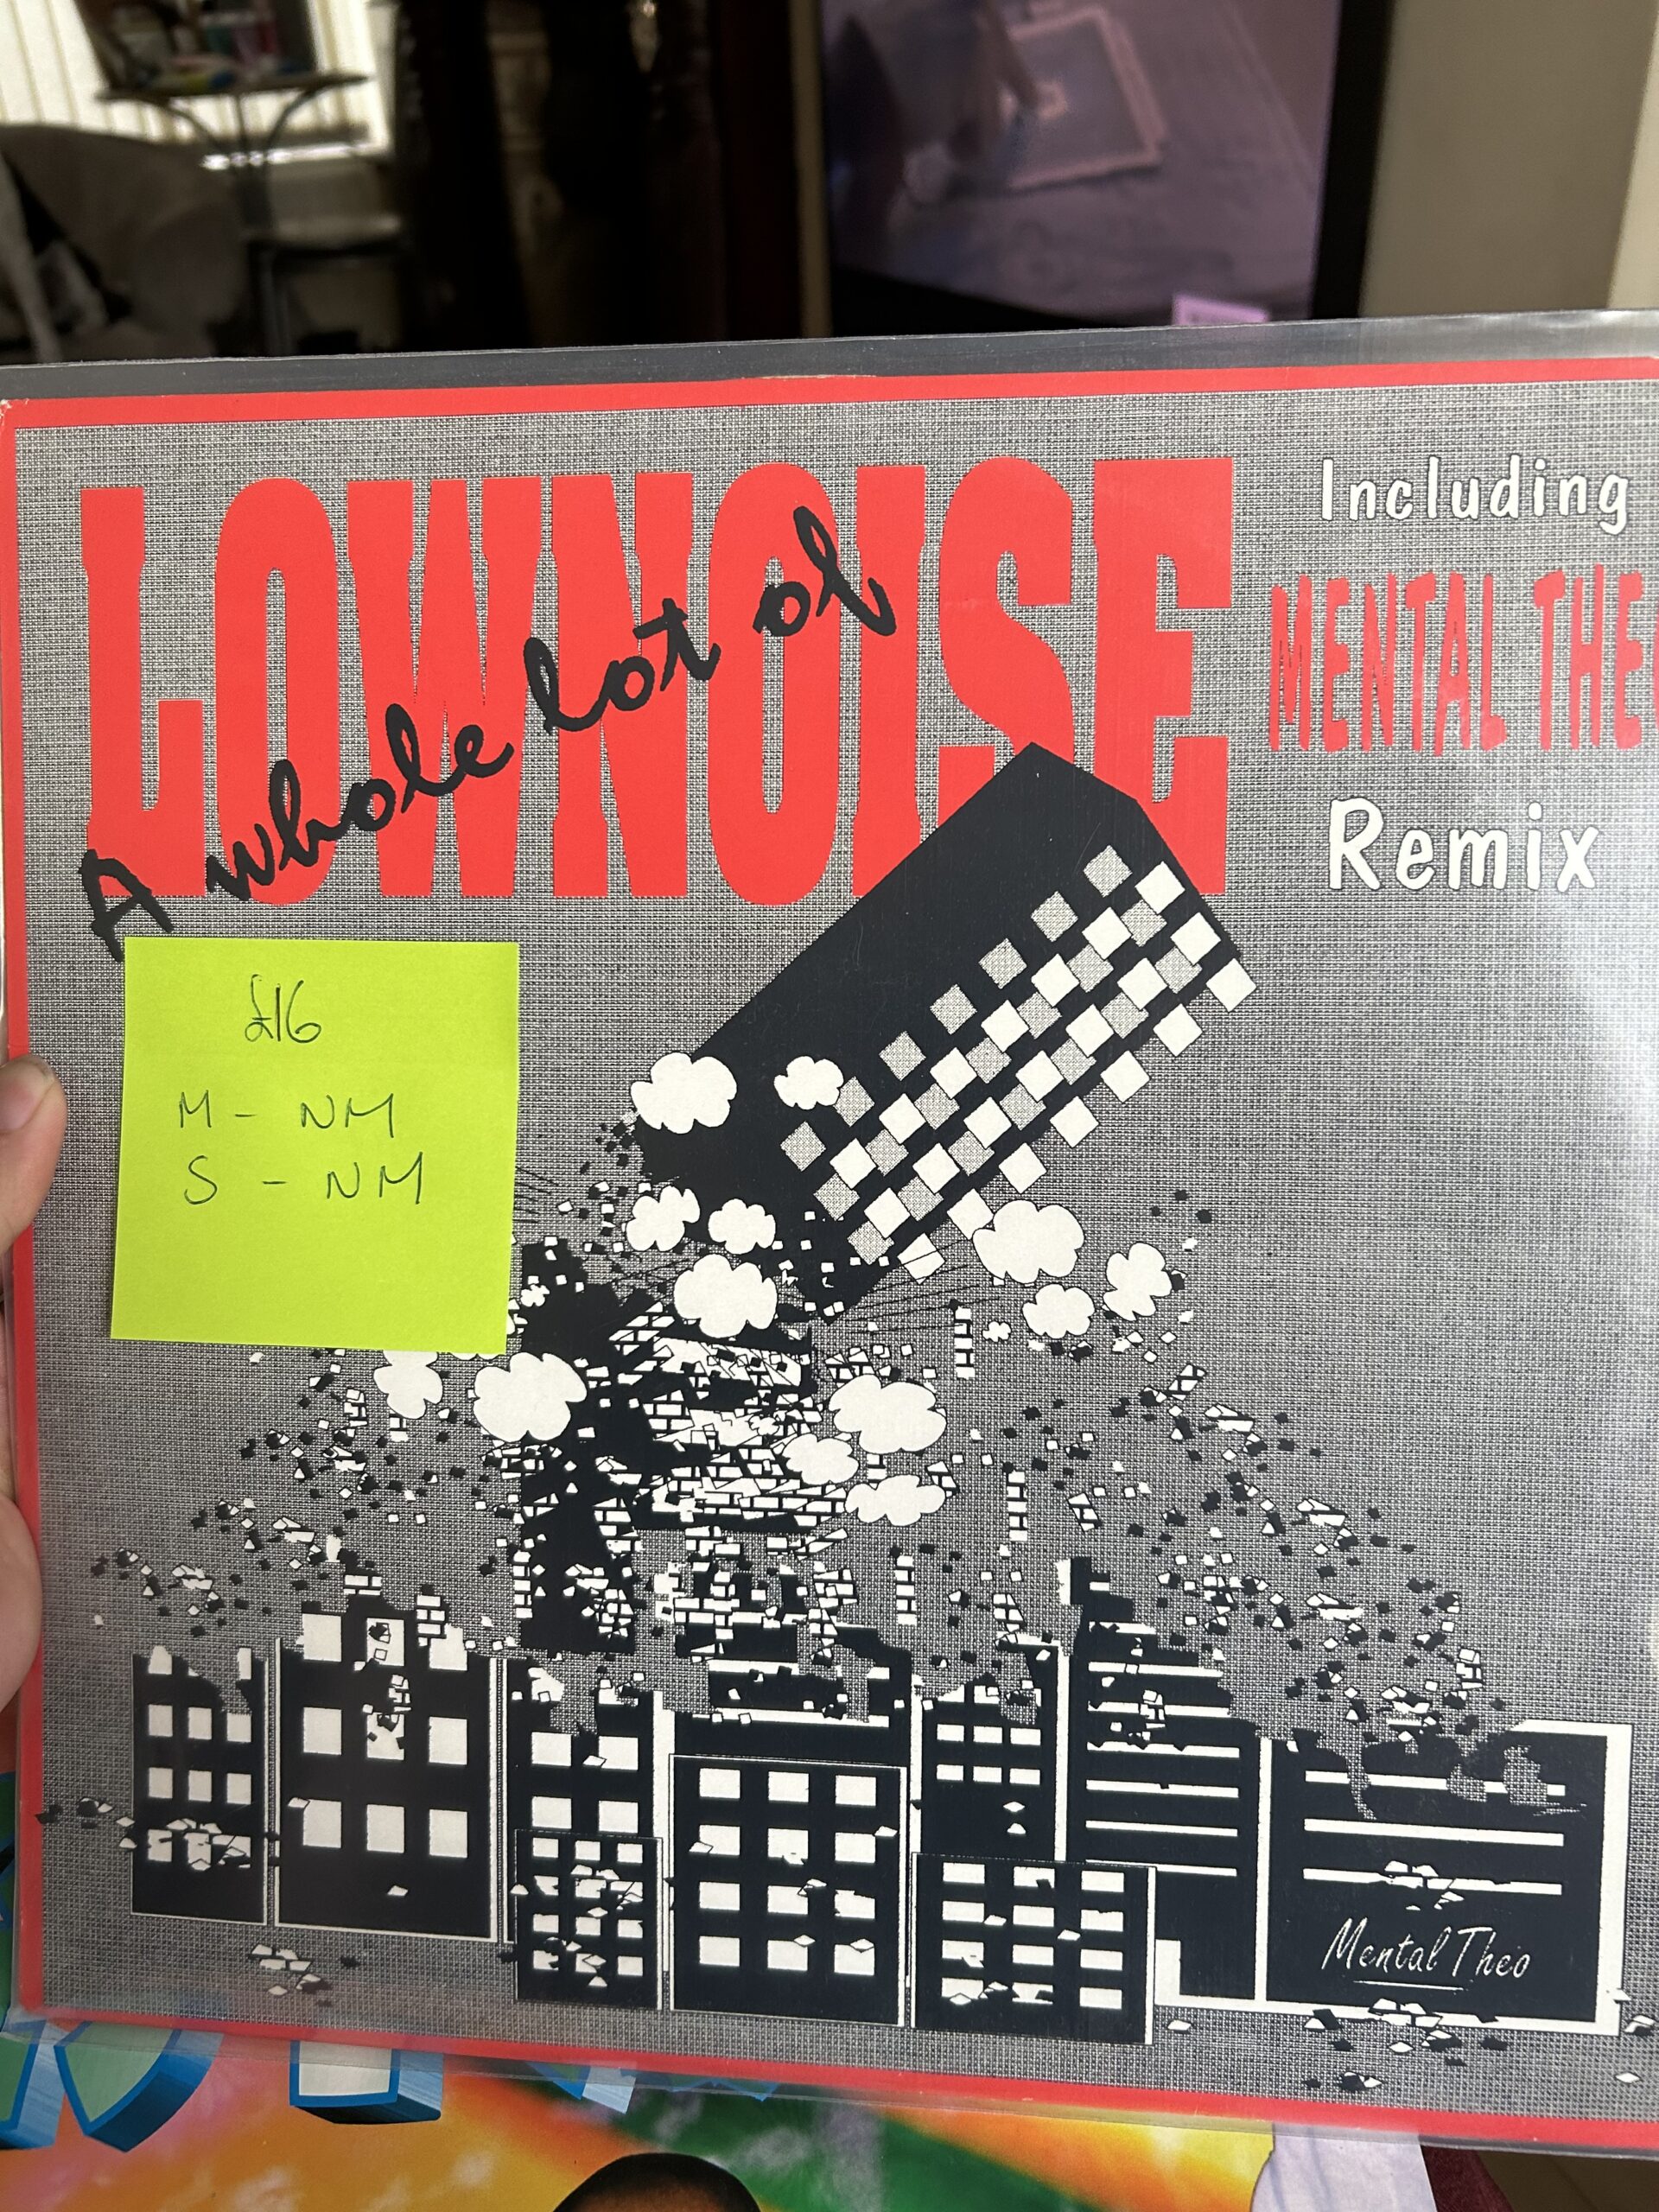 LOWNOISE
A whole lot of
Including
MENTAL THEO
Remix
£16
M - NM
S - NM
Mental Theo